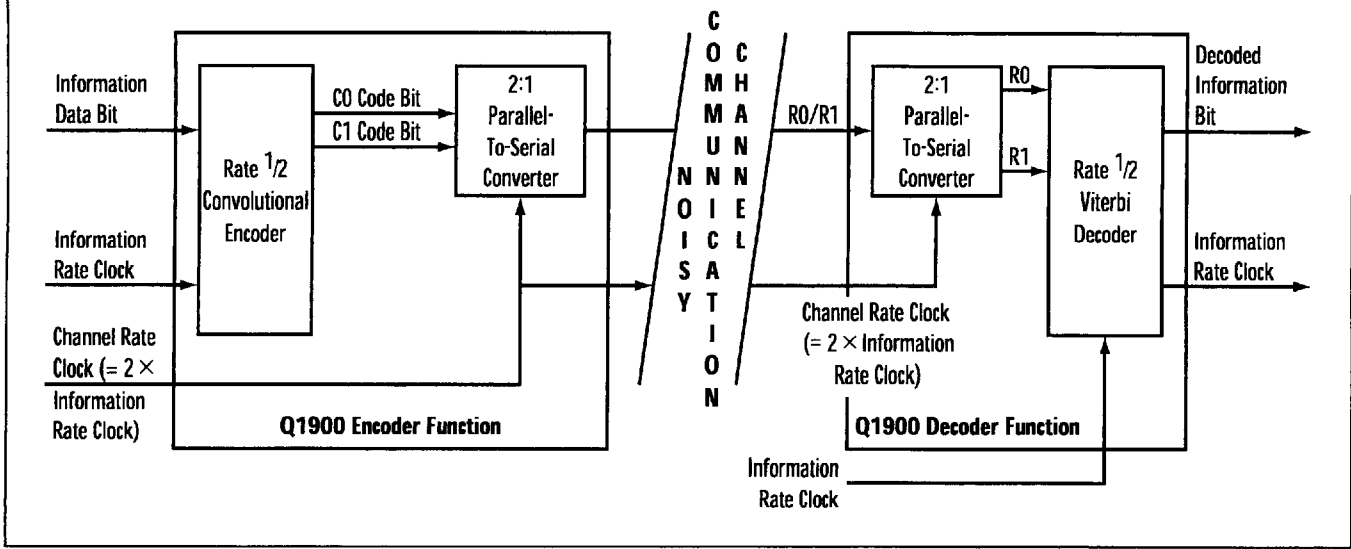 Information
Data Bit
Information
Rate Clock
Channel Rate
Clock (= 2 ×
Information
Rate Clock)
Rate 1/2
Convolutional
Encoder
C0 Code Bit
C1 Code Bit
2:1
Parallel-
To-Serial
Converter
Q1900 Encoder Function
NOISY
COMMUNICATION
CHANNEL
R0/R1
2:1
Parallel-
To-Serial
Converter
R0
R1
Rate 1/2
Viterbi
Decoder
Decoded
Information
Bit
Information
Rate Clock
Channel Rate Clock
(= 2 × Information
Rate Clock)
Q1900 Decoder Function
Information
Rate Clock